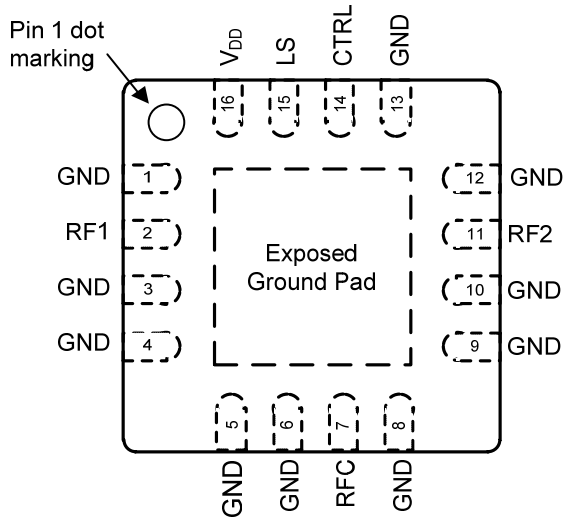 Pin 1 dot
marking
VDD
LS
CTRL
GND
16
15
14
13
GND
1
12
GND
RF1
2
11
RF2
GND
3
10
GND
GND
4
9
GND
Exposed
Ground Pad
5
6
7
8
GND
GND
RFC
GND